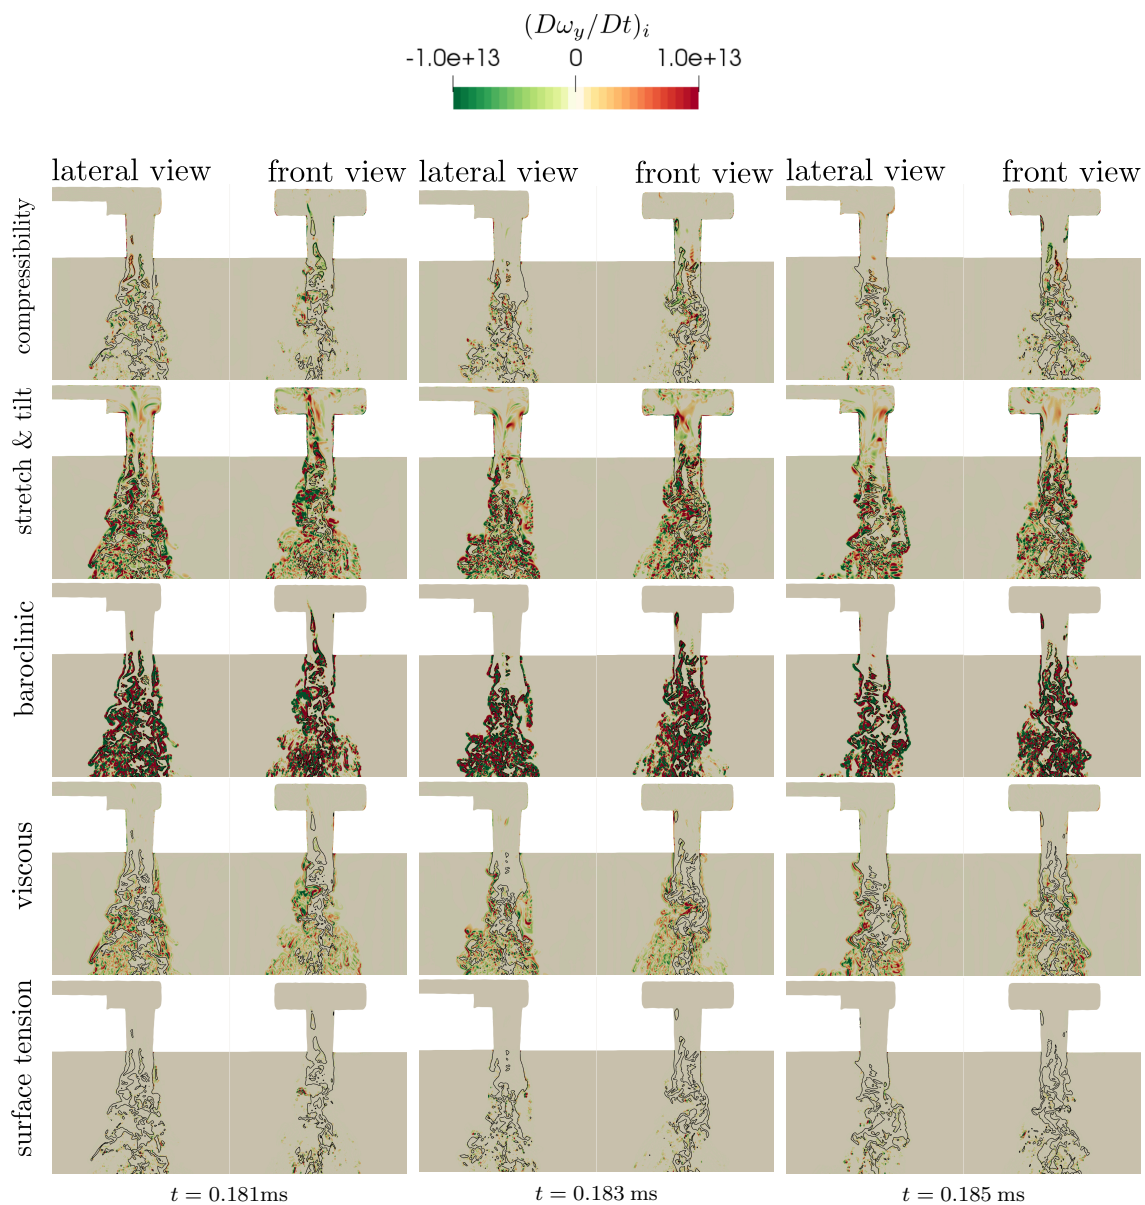 (Dω_y/Dt)_i
-1.0e+13 0 1.0e+13
lateral view front view lateral view front view lateral view front view
compressibility
stretch & tilt
baroclinic
viscous
surface tension
t = 0.181ms t = 0.183 ms t = 0.185 ms